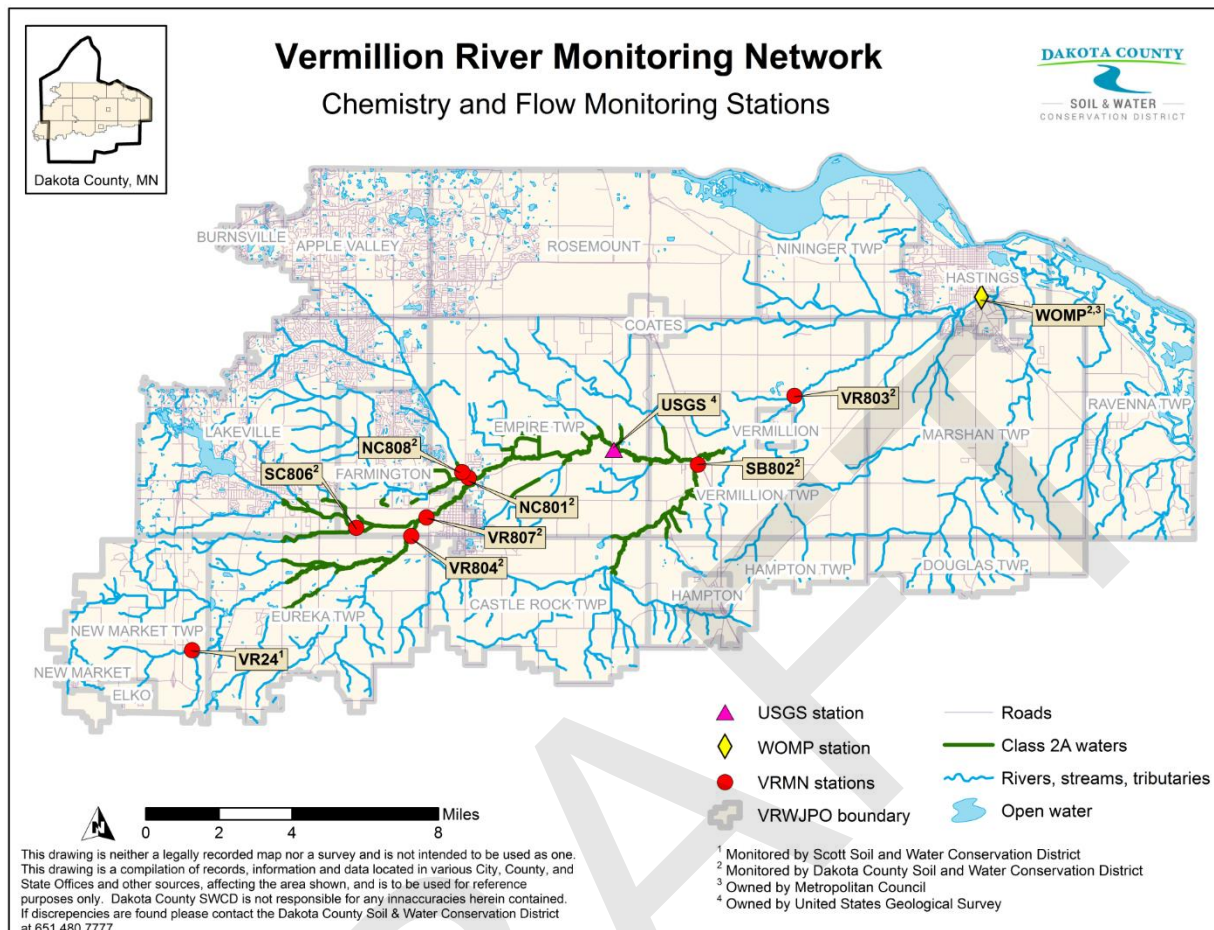 Vermillion River Monitoring Network
Chemistry and Flow Monitoring Stations
DAKOTA COUNTY
SOIL & WATER
CONSERVATION DISTRICT
Dakota County, MN
BURNSVILLE
APPLE VALLEY
ROSEMOUNT
NININGER TWP
HASTINGS
WOMP2,3
COATES
USGS 4
VR8032
RAVENNA TWP
LAKEVILLE
EMPIRE TWP
VERMILLION
MARSHAN TWP
NC8082
SC8062
FARMINGTON
SB8022
NC8012
VERMILLION TWP
VR8072
VR8042
HAMPTON TWP
DOUGLAS TWP
CASTLE ROCK TWP
HAMPTON
EUREKA TWP
NEW MARKET TWP
VR241
NEW MARKET
ELKO
USGS station
WOMP station
VRMN stations
VRWJPO boundary
Roads
Class 2A waters
Rivers, streams, tributaries
Open water
N
0 2 4 8 Miles
This drawing is neither a legally recorded map nor a survey and is not intended to be used as one.
This drawing is a compilation of records, information and data located in various City, County, and
State Offices and other sources, affecting the area shown, and is to be used for reference
purposes only. Dakota County SWCD is not responsible for any innaccuracies herein contained.
If discrepencies are found please contact the Dakota County Soil & Water Conservation District
at 651.480.7777
1 Monitored by Scott Soil and Water Conservation District
2 Monitored by Dakota County Soil and Water Conservation District
3 Owned by Metropolitan Council
4 Owned by United States Geological Survey
DRAFT